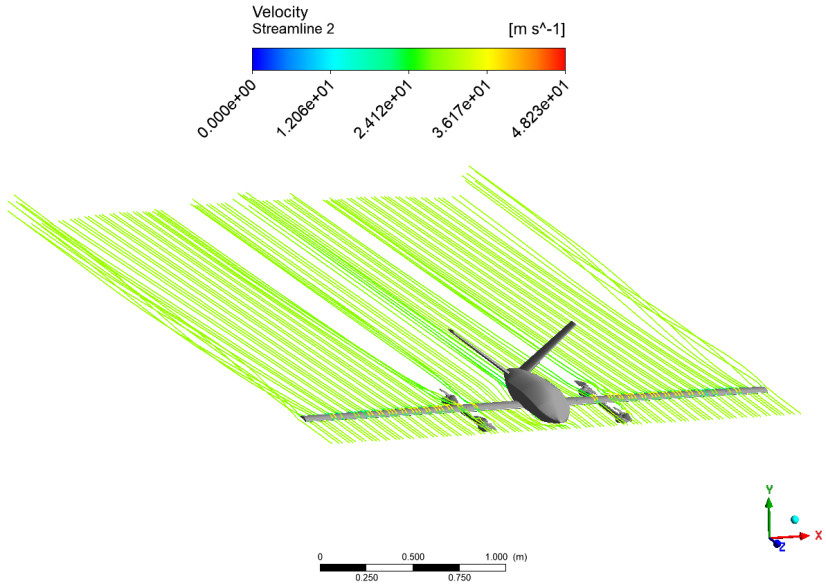 Velocity
Streamline 2
[m s^-1]
0.000e+00
1.206e+01
2.412e+01
3.617e+01
4.823e+01
Y
X
Z
0 0.500 1.000 (m)
0.250 0.750